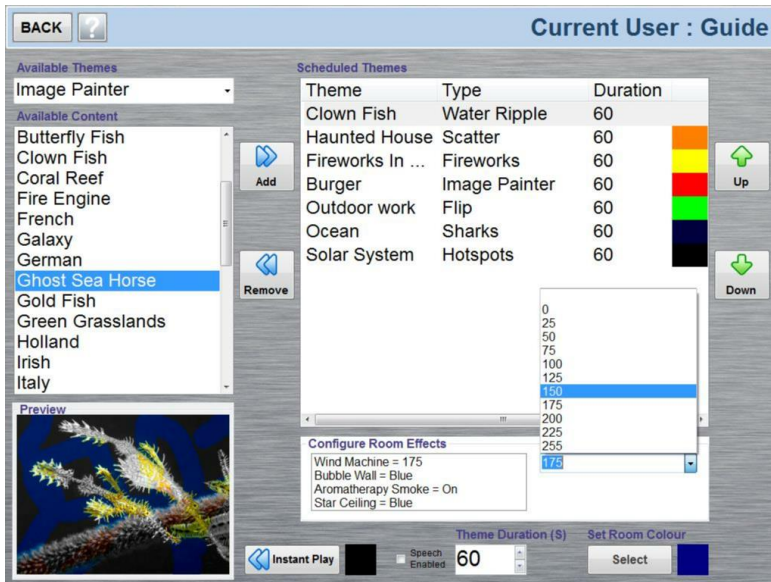 BACK
?
Current User : Guide
Available Themes
Image Painter
Available Content
Butterfly Fish
Clown Fish
Coral Reef
Fire Engine
French
Galaxy
German
Ghost Sea Horse
Gold Fish
Green Grasslands
Holland
Irish
Italy
Preview
Add
Remove
Scheduled Themes
Theme Type Duration
Clown Fish Water Ripple 60
Haunted House Scatter 60
Fireworks In ... Fireworks 60
Burger Image Painter 60
Outdoor work Flip 60
Ocean Sharks 60
Solar System Hotspots 60
Up
Down
0
25
50
75
100
125
150
175
200
225
255
175
Configure Room Effects
Wind Machine = 175
Bubble Wall = Blue
Aromatherapy Smoke = On
Star Ceiling = Blue
Instant Play
Speech
Enabled
Theme Duration (S)
60
Set Room Colour
Select